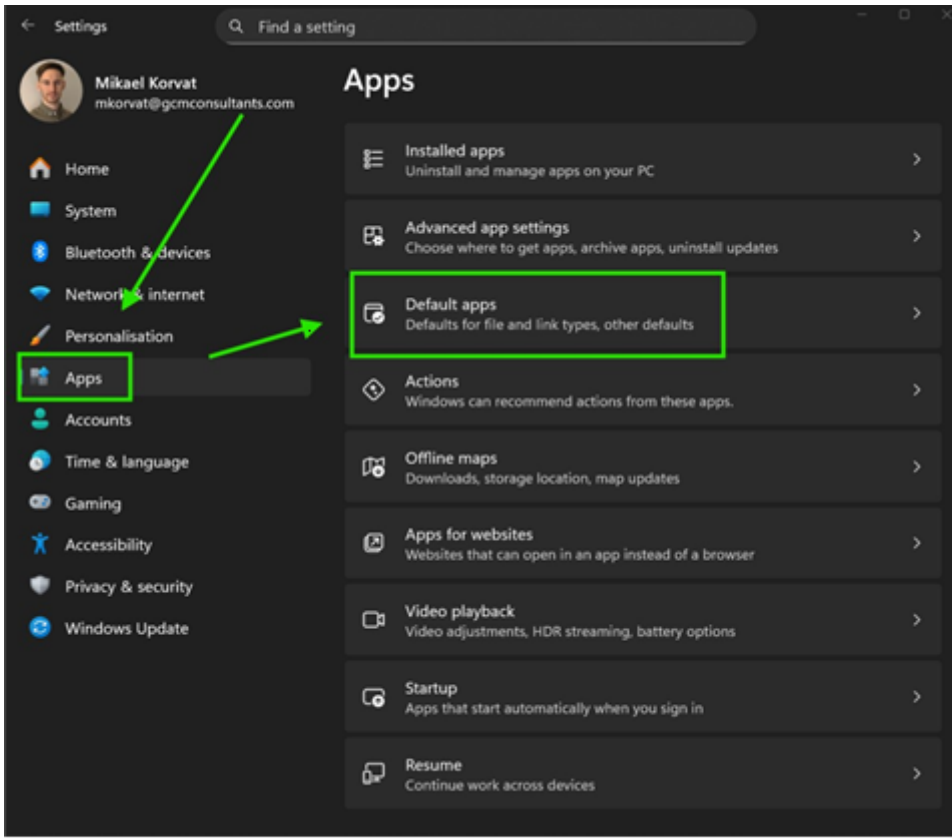 Settings
Find a setting
Mikael Korvat
mkorvat@gcmconsultants.com
Home
System
Bluetooth & devices
Network & internet
Personalisation
Apps
Accounts
Time & language
Gaming
Accessibility
Privacy & security
Windows Update
Apps
Installed apps
Uninstall and manage apps on your PC
Advanced app settings
Choose where to get apps, archive apps, uninstall updates
Default apps
Defaults for file and link types, other defaults
Actions
Windows can recommend actions from these apps.
Offline maps
Downloads, storage location, map updates
Apps for websites
Websites that can open in an app instead of a browser
Video playback
Video adjustments, HDR streaming, battery options
Startup
Apps that start automatically when you sign in
Resume
Continue work across devices